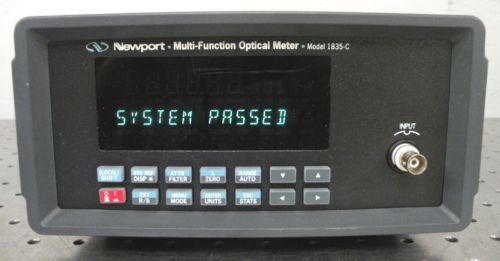 Newport • Multi-Function Optical Meter • Model 1835-C
SYSTEM PASSED
INPUT
(LOCAL) STO REF ATTR λ RANGE
SHIFT DISP FILTER ZERO AUTO
EXT MENU ENTER ESC
R/S MODE UNITS STATS